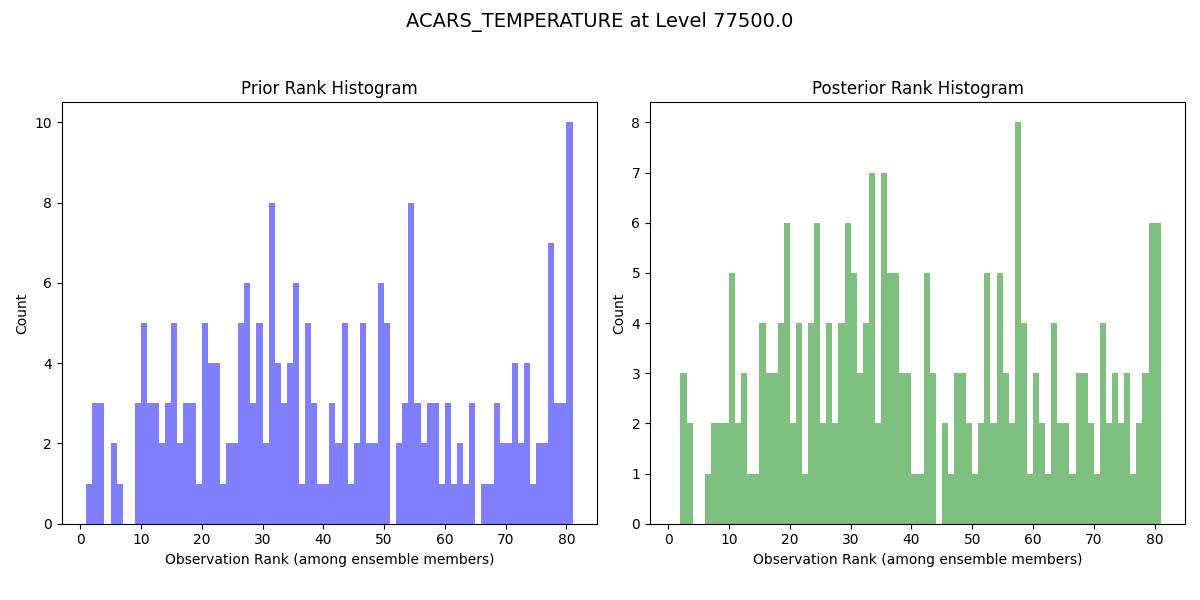 ACARS_TEMPERATURE at Level 77500.0
Prior Rank Histogram
Count
10
8
6
4
2
0
0 10 20 30 40 50 60 70 80
Observation Rank (among ensemble members)
Posterior Rank Histogram
Count
8
7
6
5
4
3
2
1
0
0 10 20 30 40 50 60 70 80
Observation Rank (among ensemble members)